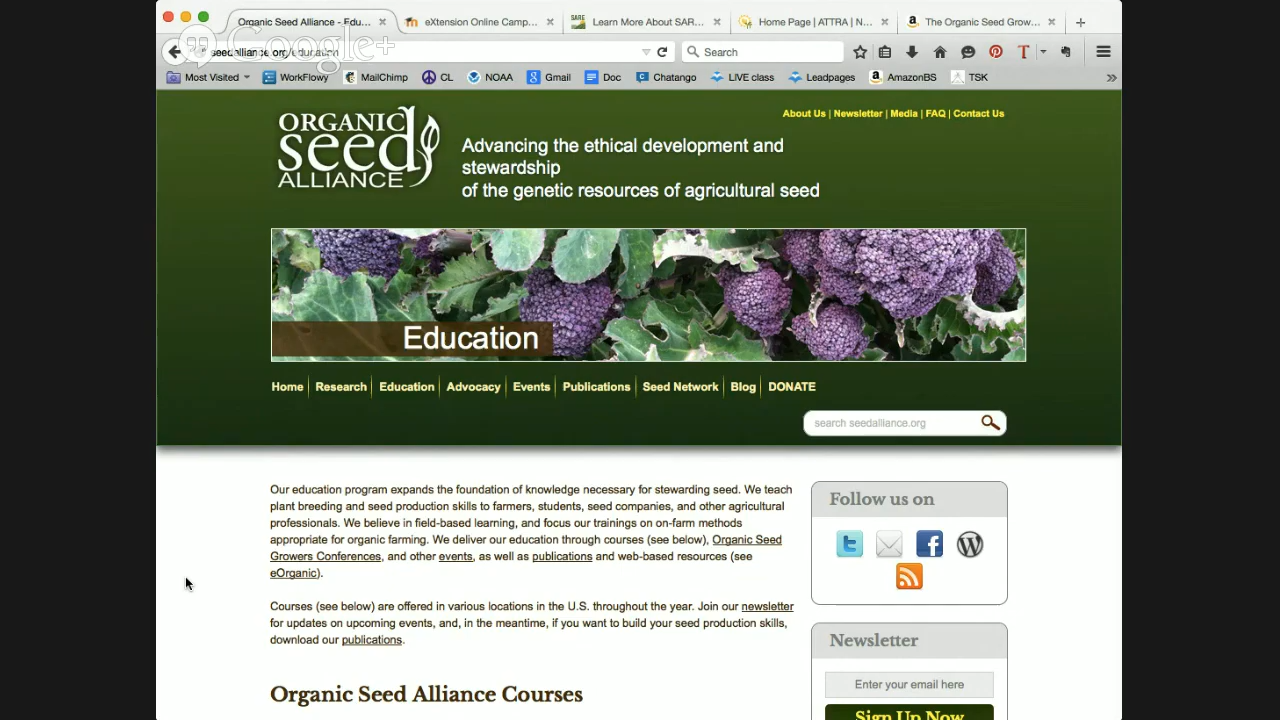 Organic Seed Alliance - Edu...
eXtension Online Camp...
Learn More About SAR...
Home Page | ATTRA | N...
The Organic Seed Grow...
Google+
seedalliance.org/education
Search
Most Visited
WorkFlowy
MailChimp
CL
NOAA
Gmail
Doc
Chatango
LIVE class
Leadpages
AmazonBS
TSK
About Us | Newsletter | Media | FAQ | Contact Us
ORGANIC
seed
ALLIANCE
Advancing the ethical development and
stewardship
of the genetic resources of agricultural seed
Education
Home
Research
Education
Advocacy
Events
Publications
Seed Network
Blog
DONATE
search seedalliance.org
Our education program expands the foundation of knowledge necessary for stewarding seed. We teach
plant breeding and seed production skills to farmers, students, seed companies, and other agricultural
professionals. We believe in field-based learning, and focus our trainings on on-farm methods
appropriate for organic farming. We deliver our education through courses (see below), Organic Seed
Growers Conferences, and other events, as well as publications and web-based resources (see
eOrganic).
Courses (see below) are offered in various locations in the U.S. throughout the year. Join our newsletter
for updates on upcoming events, and, in the meantime, if you want to build your seed production skills,
download our publications.
Organic Seed Alliance Courses
Follow us on
Newsletter
Enter your email here
Sign Up Now